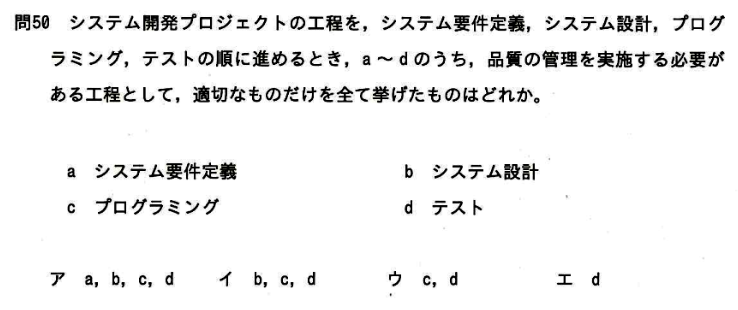 問50 システム開発プロジェクトの工程を，システム要件定義，システム設計，プログ
ラミング，テストの順に進めるとき，a～dのうち，品質の管理を実施する必要が
ある工程として，適切なものだけを全て挙げたものはどれか。
a システム要件定義 b システム設計
c プログラミング d テスト
ア a，b，c，d イ b，c，d ウ c，d エ d